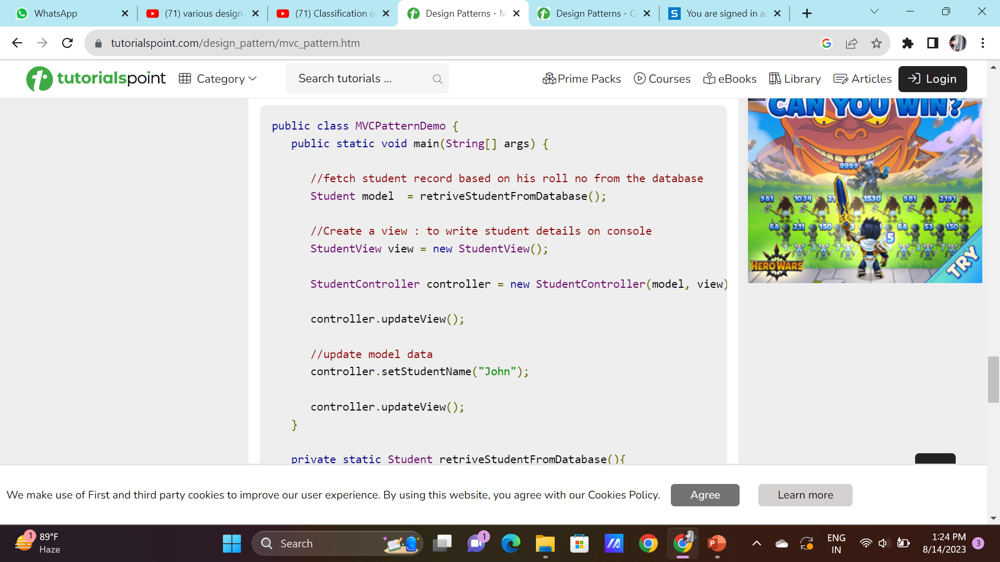 WhatsApp
(71) various design
(71) Classification o
Design Patterns - M
Design Patterns - C
S You are signed in as
tutorialspoint.com/design_pattern/mvc_pattern.htm
tutorialspoint
Category
Search tutorials ...
Prime Packs
Courses
eBooks
Library
Articles
Login
public class MVCPatternDemo {
public static void main(String[] args) {
//fetch student record based on his roll no from the database
Student model  = retriveStudentFromDatabase();
//Create a view : to write student details on console
StudentView view = new StudentView();
StudentController controller = new StudentController(model, view)
controller.updateView();
//update model data
controller.setStudentName("John");
controller.updateView();
}
private static Student retriveStudentFromDatabase(){
CAN YOU WIN?
9999
981 1034 21 1530 981 2191
68 211 150 3 68 53 150
5
HERO WARS
TRY
We make use of First and third party cookies to improve our user experience. By using this website, you agree with our Cookies Policy.
Agree
Learn more
1
89°F
Haze
Search
1
P
ENG
IN
1:24 PM
8/14/2023
3